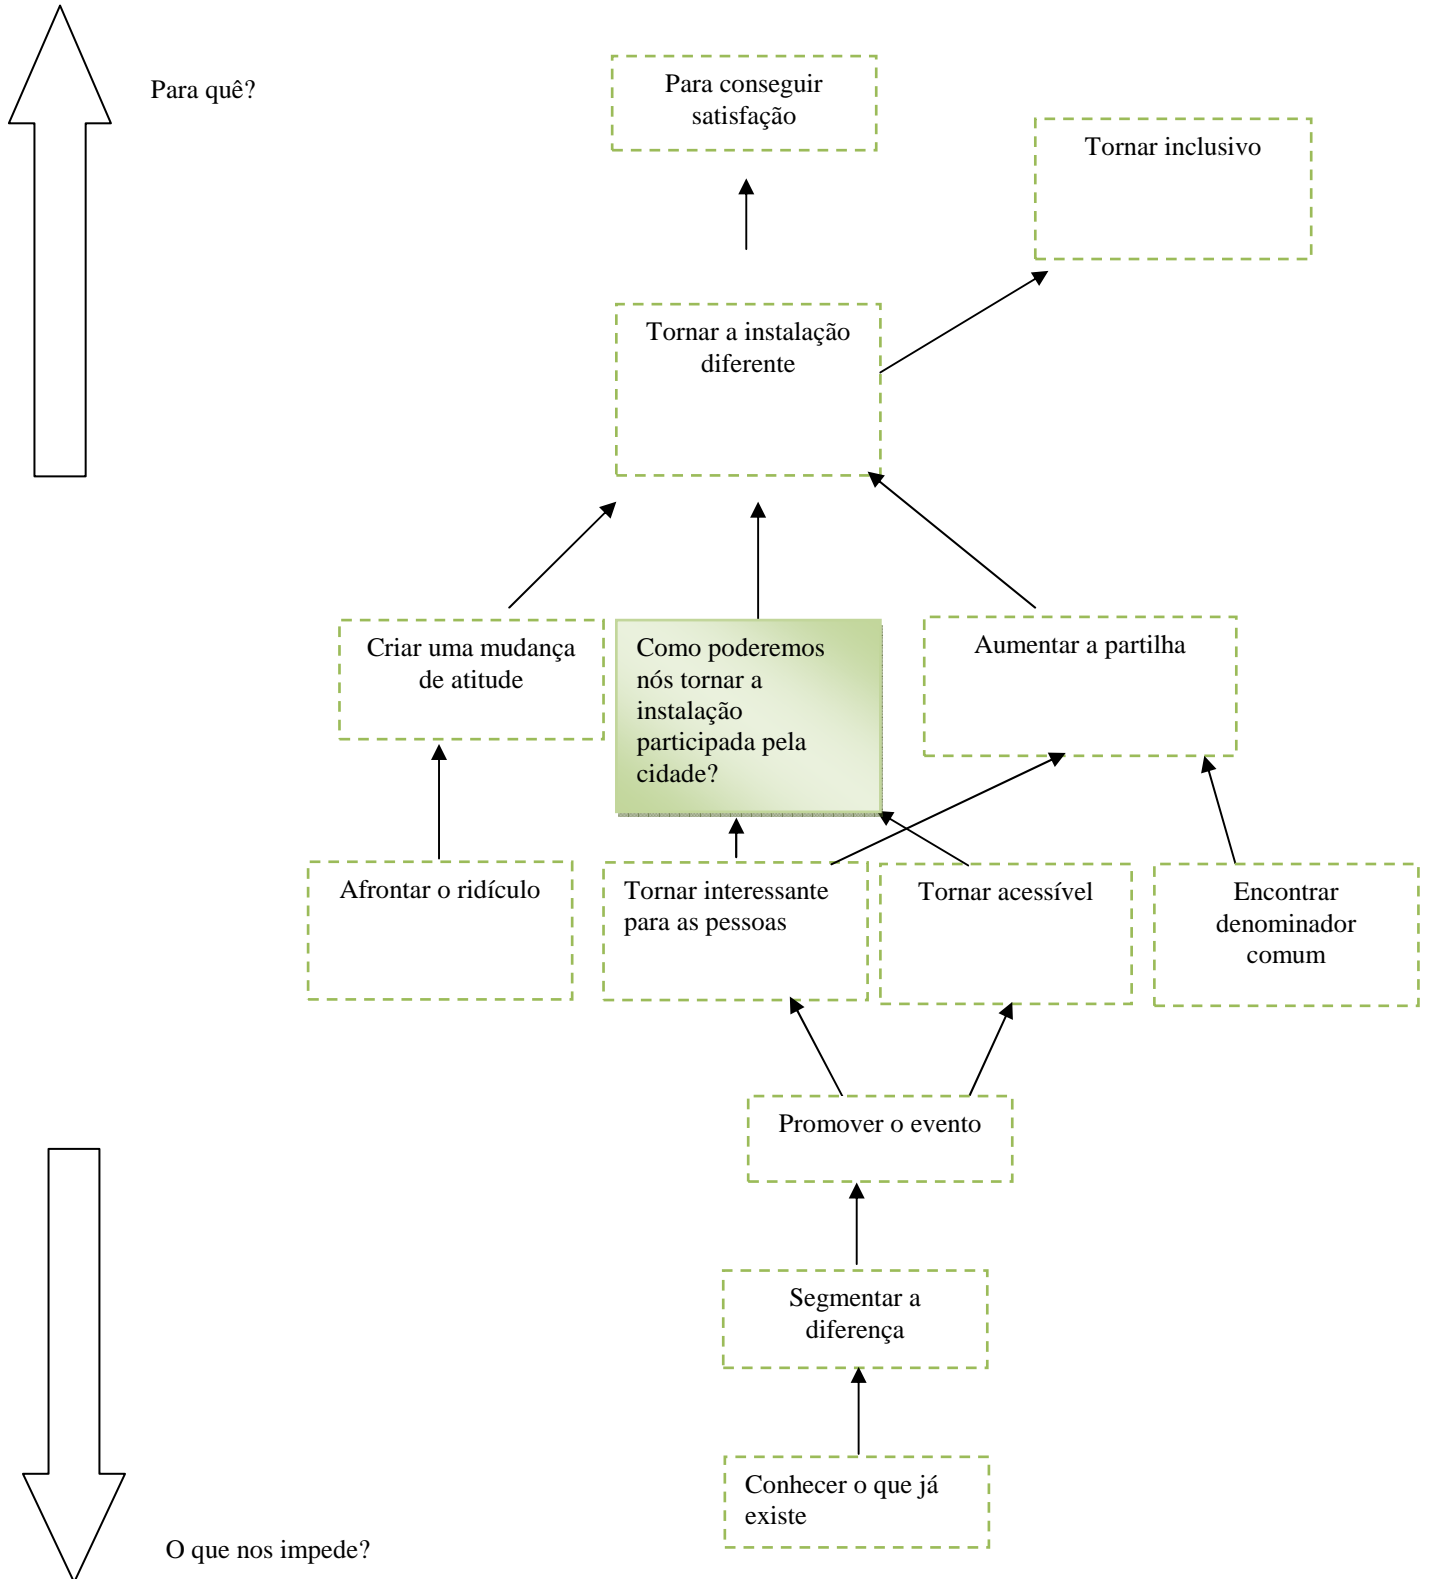 Para quê?
Para conseguir
satisfação
Tornar inclusivo
Tornar a instalação
diferente
Criar uma mudança
de atitude
Como poderemos
nós tornar a
instalação
participada pela
cidade?
Aumentar a partilha
Afrontar o ridículo
Tornar interessante
para as pessoas
Tornar acessível
Encontrar
denominador
comum
Promover o evento
Segmentar a
diferença
Conhecer o que já
existe
O que nos impede?